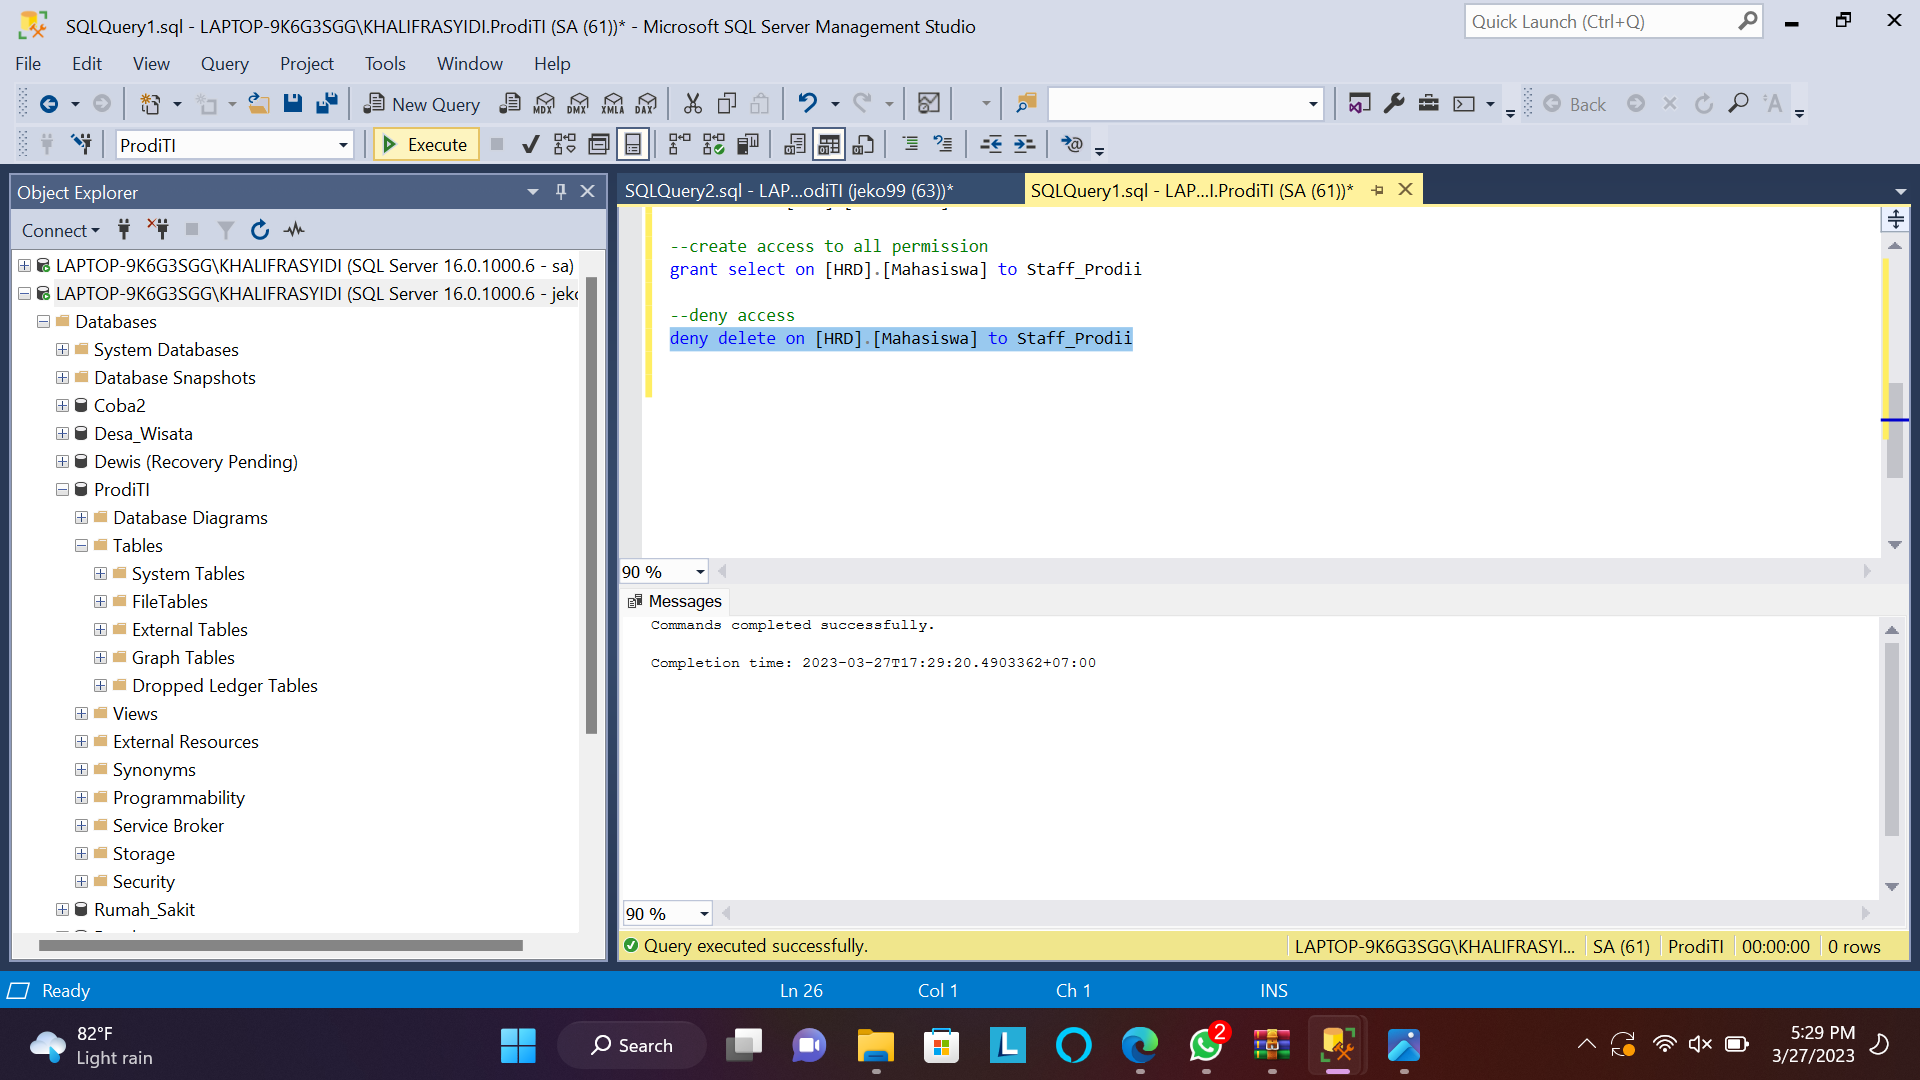 SQLQuery1.sql - LAPTOP-9K6G3SGG\KHALIFRASYIDI.ProdiTI (SA (61))* - Microsoft SQL Server Management Studio
Quick Launch (Ctrl+Q)
File Edit View Query Project Tools Window Help
New Query MDX DMX XMLA DAX Back
ProdiTI Execute
Object Explorer
Connect
LAPTOP-9K6G3SGG\KHALIFRASYIDI (SQL Server 16.0.1000.6 - sa)
LAPTOP-9K6G3SGG\KHALIFRASYIDI (SQL Server 16.0.1000.6 - jeko
Databases
System Databases
Database Snapshots
Coba2
Desa_Wisata
Dewis (Recovery Pending)
ProdiTI
Database Diagrams
Tables
System Tables
FileTables
External Tables
Graph Tables
Dropped Ledger Tables
Views
External Resources
Synonyms
Programmability
Service Broker
Storage
Security
Rumah_Sakit
SQLQuery2.sql - LAP...odiTI (jeko99 (63))*
SQLQuery1.sql - LAP...I.ProdiTI (SA (61))*
--create access to all permission
grant select on [HRD].[Mahasiswa] to Staff_Prodii
--deny access
deny delete on [HRD].[Mahasiswa] to Staff_Prodii
90 %
Messages
Commands completed successfully.
Completion time: 2023-03-27T17:29:20.4903362+07:00
90 %
Query executed successfully.
LAPTOP-9K6G3SGG\KHALIFRASYI... SA (61) ProdiTI 00:00:00 0 rows
Ready Ln 26 Col 1 Ch 1 INS
82°F
Light rain
Search
L
2
5:29 PM
3/27/2023